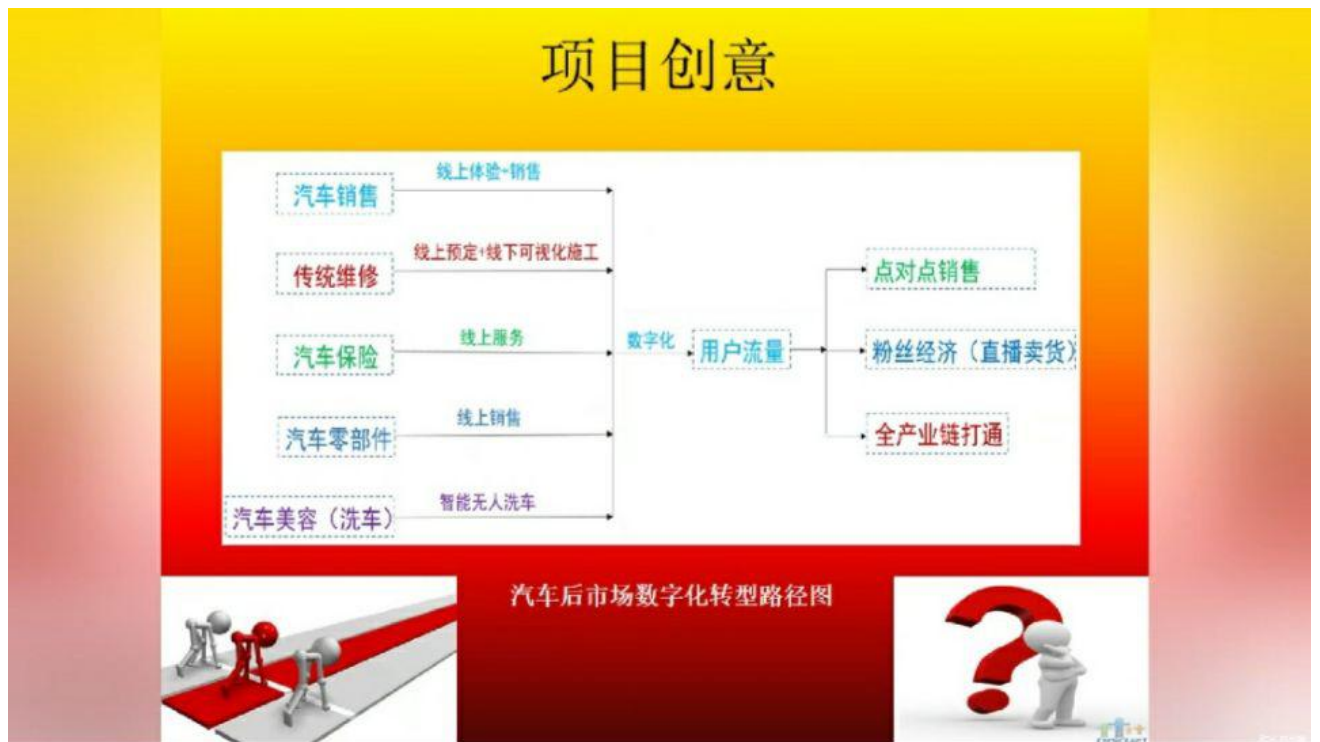 项目创意
汽车销售
线上体验+销售
传统维修
线上预定+线下可视化施工
汽车保险
线上服务
汽车零部件
线上销售
汽车美容（洗车）
智能无人洗车
数字化
用户流量
点对点销售
粉丝经济（直播卖货）
全产业链打通
汽车后市场数字化转型路径图